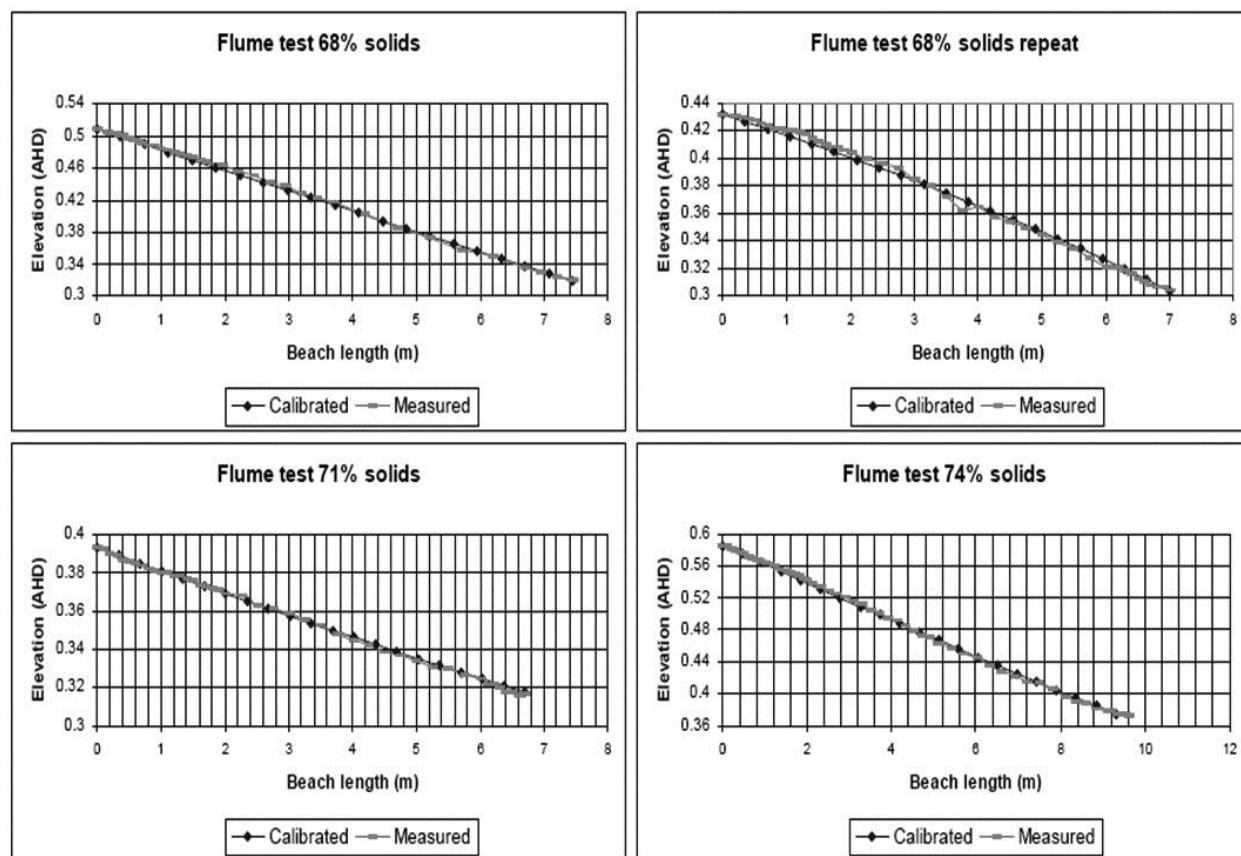 Flume test 68% solids
Elevation (AHD)
0.54
0.5
0.46
0.42
0.38
0.34
0.3
0 1 2 3 4 5 6 7 8
Beach length (m)
Calibrated Measured
Flume test 68% solids repeat
Elevation (AHD)
0.44
0.42
0.4
0.38
0.36
0.34
0.32
0.3
0 1 2 3 4 5 6 7 8
Beach length (m)
Calibrated Measured
Flume test 71% solids
Elevation (AHD)
0.4
0.38
0.36
0.34
0.32
0.3
0 1 2 3 4 5 6 7 8
Beach length (m)
Calibrated Measured
Flume test 74% solids
Elevation (AHD)
0.6
0.56
0.52
0.48
0.44
0.4
0.36
0 2 4 6 8 10 12
Beach length (m)
Calibrated Measured